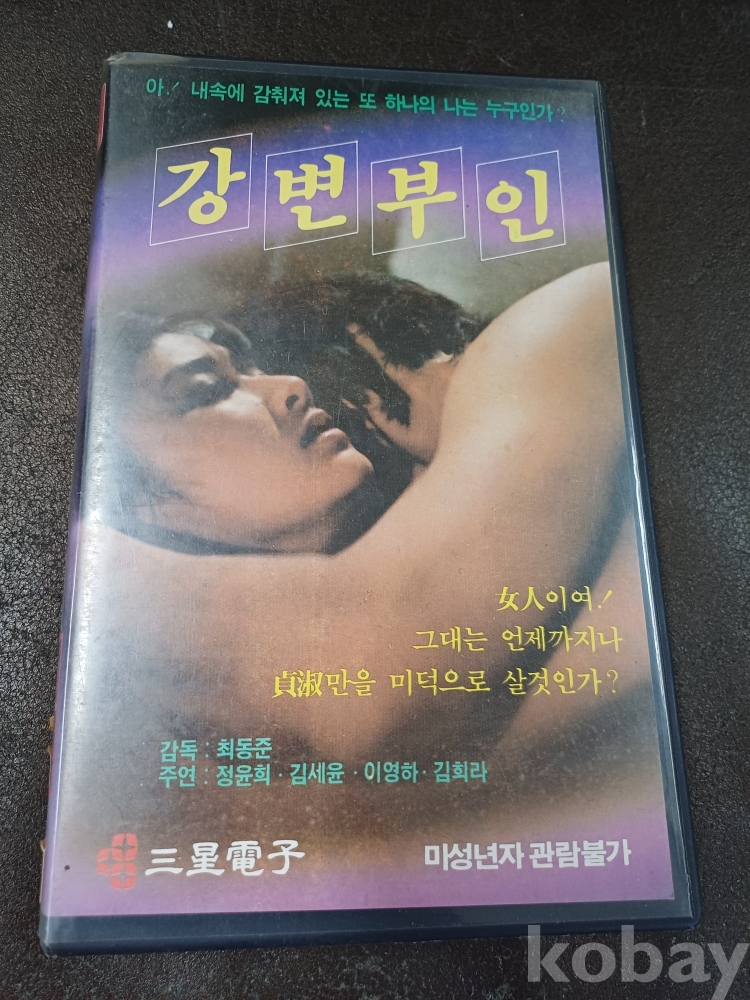 아! 내속에 감춰져 있는 또 하나의 나는 누구인가?
강변부인
女人이여!
그대는 언제까지나
貞淑만을 미덕으로 살것인가?
감독 : 최동준
주연 : 정윤희 · 김세윤 · 이영하 · 김희라
三星電子
미성년자 관람불가
kobay